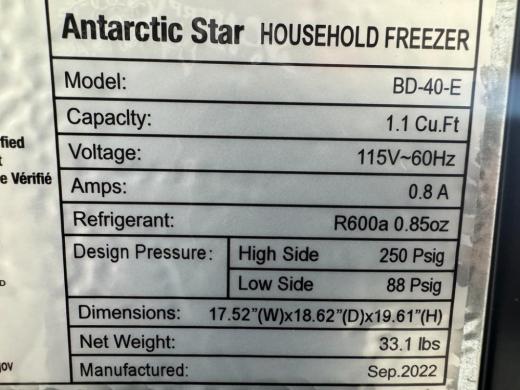 Antarctic Star HOUSEHOLD FREEZER
Model: BD-40-E
Capacity: 1.1 Cu.Ft
Voltage: 115V~60Hz
Amps: 0.8 A
Refrigerant: R600a 0.85oz
Design Pressure: High Side 250 Psig
Low Side 88 Psig
Dimensions: 17.52”(W)x18.62”(D)x19.61”(H)
Net Weight: 33.1 lbs
Manufactured: Sep.2022
fied
t
e Vérifié
D
gov